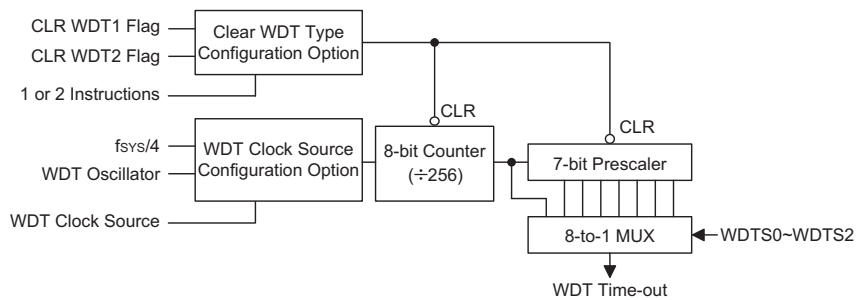 CLR WDT1 Flag
CLR WDT2 Flag
1 or 2 Instructions
Clear WDT Type
Configuration Option
CLR
CLR
fSYS/4
WDT Oscillator
WDT Clock Source
WDT Clock Source
Configuration Option
8-bit Counter
(÷256)
7-bit Prescaler
8-to-1 MUX
WDTS0~WDTS2
WDT Time-out